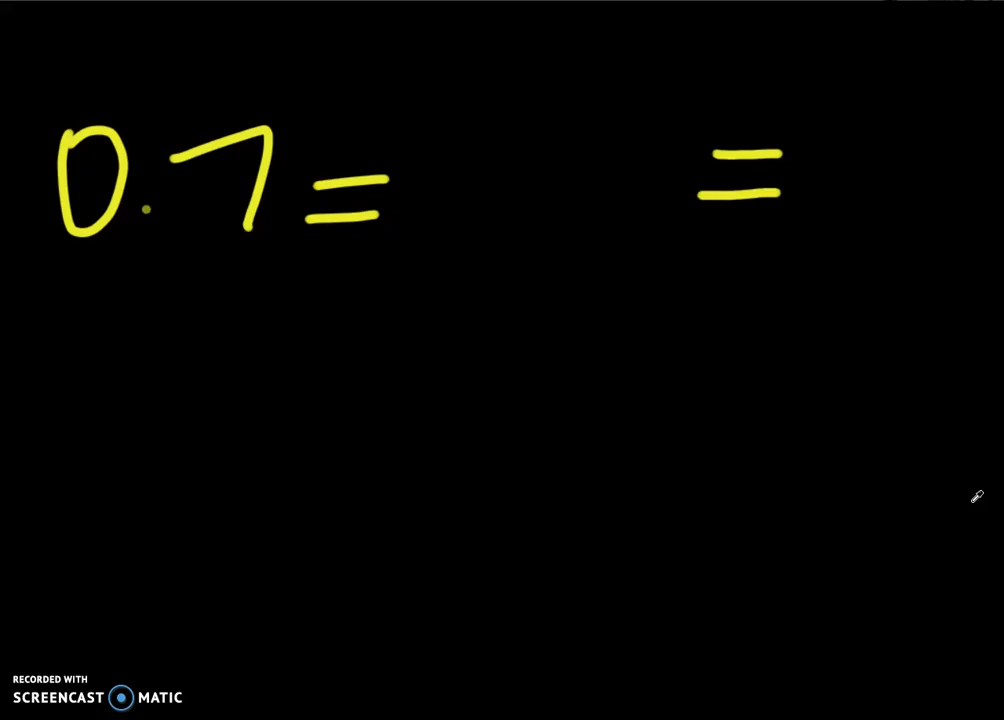 0.7 = =
RECORDED WITH
SCREENCAST MATIC